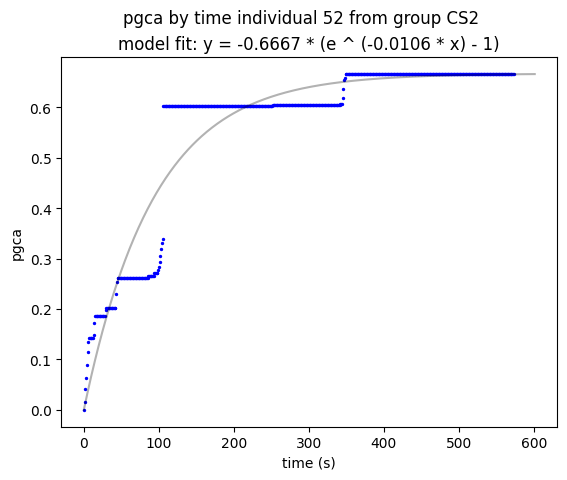 pgca by time individual 52 from group CS2
model fit: y = -0.6667 * (e ^ (-0.0106 * x) - 1)
0.6
0.5
0.4
0.3
0.2
0.1
0.0
pgca
0 100 200 300 400 500 600
time (s)